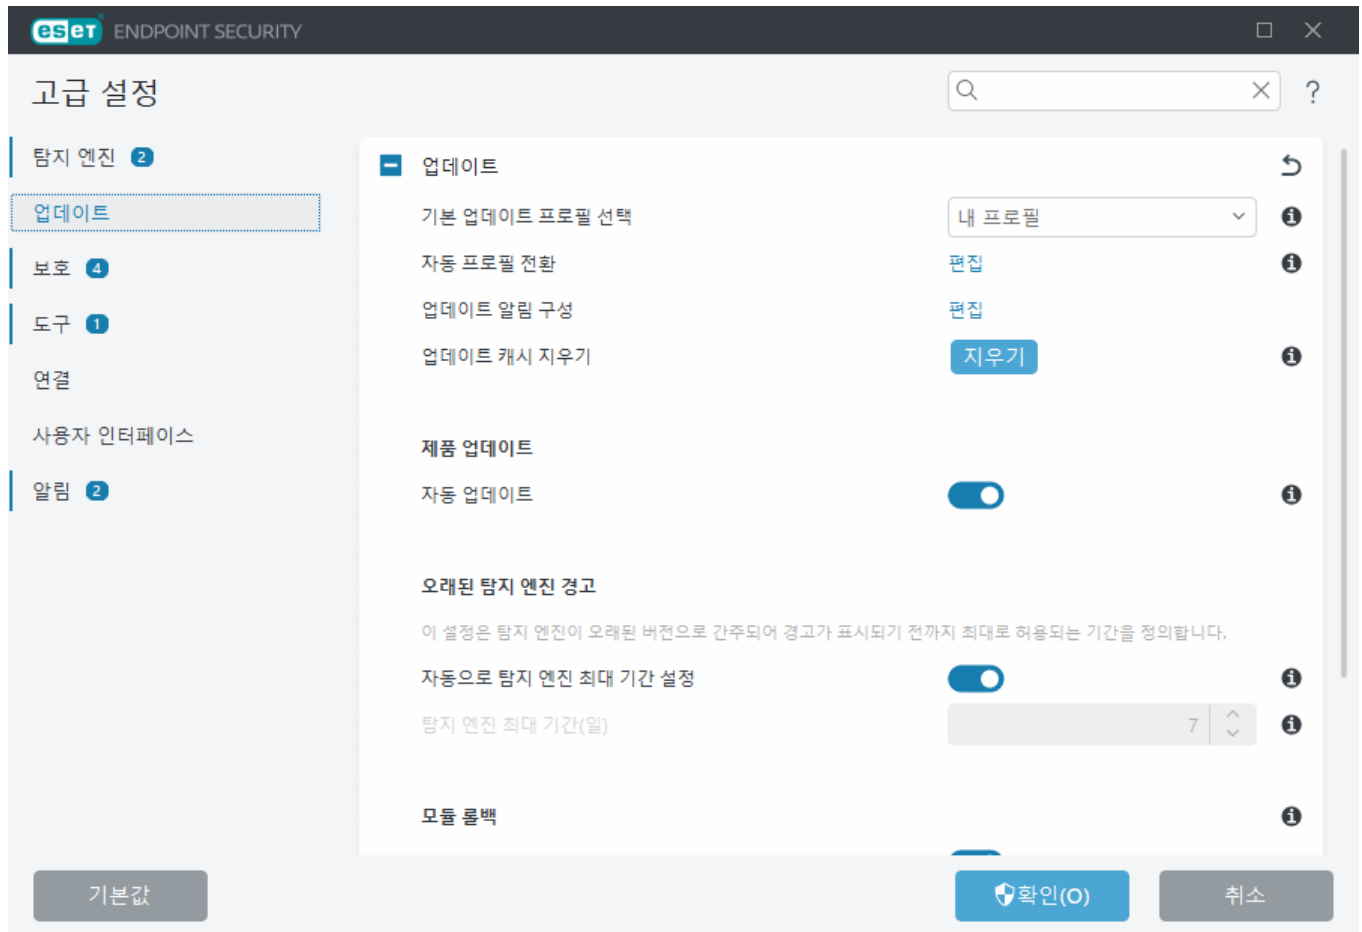 eset ENDPOINT SECURITY
고급 설정
?
탐지 엔진 2
업데이트
보호 4
도구 1
연결
사용자 인터페이스
알림 2
업데이트
기본 업데이트 프로필 선택 내 프로필
자동 프로필 전환 편집
업데이트 알림 구성 편집
업데이트 캐시 지우기 지우기
제품 업데이트
자동 업데이트
오래된 탐지 엔진 경고
이 설정은 탐지 엔진이 오래된 버전으로 간주되어 경고가 표시되기 전까지 최대로 허용되는 기간을 정의합니다.
자동으로 탐지 엔진 최대 기간 설정
탐지 엔진 최대 기간(일) 7
모듈 롤백
기본값 확인(O) 취소